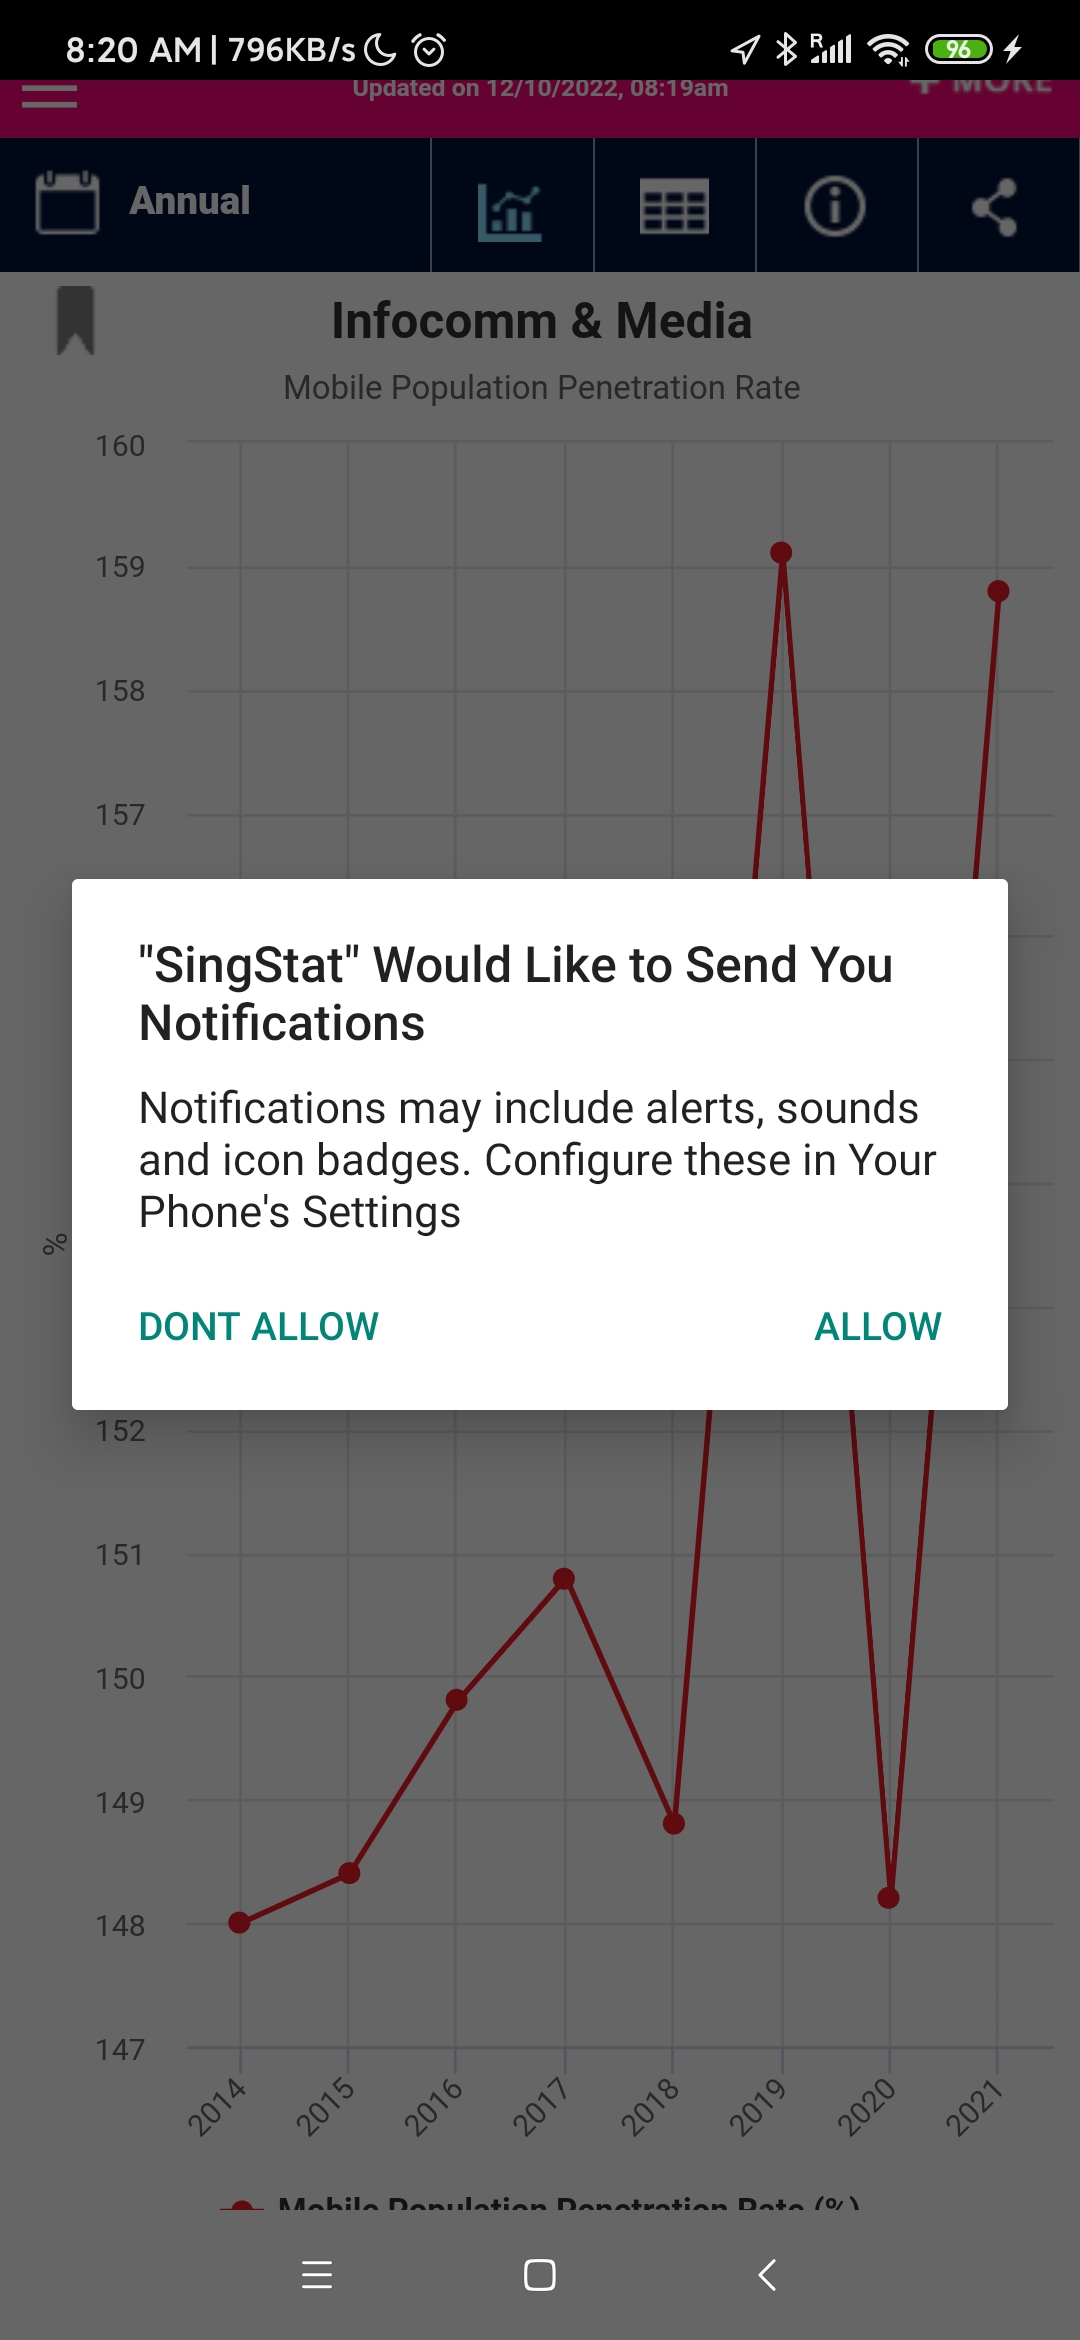 8:20 AM | 796KB/s
R
96
Updated on 12/10/2022, 08:19am
+ MORE
Annual
Infocomm & Media
Mobile Population Penetration Rate
160
159
158
157
"SingStat" Would Like to Send You
Notifications
Notifications may include alerts, sounds
and icon badges. Configure these in Your
Phone's Settings
%
DONT ALLOW
ALLOW
152
151
150
149
148
147
2014
2015
2016
2017
2018
2019
2020
2021
Mobile Population Penetration Rate (%)